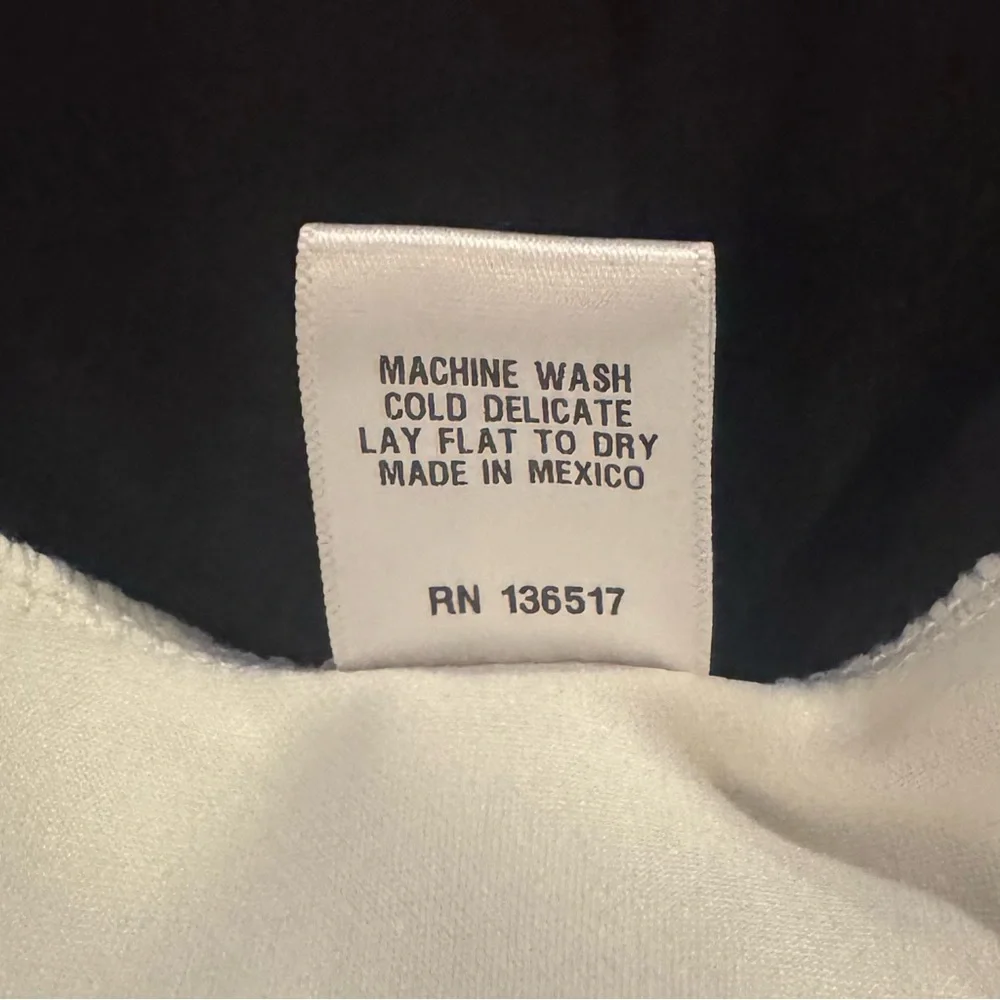 MACHINE WASH
COLD DELICATE
LAY FLAT TO DRY
MADE IN MEXICO
RN 136517